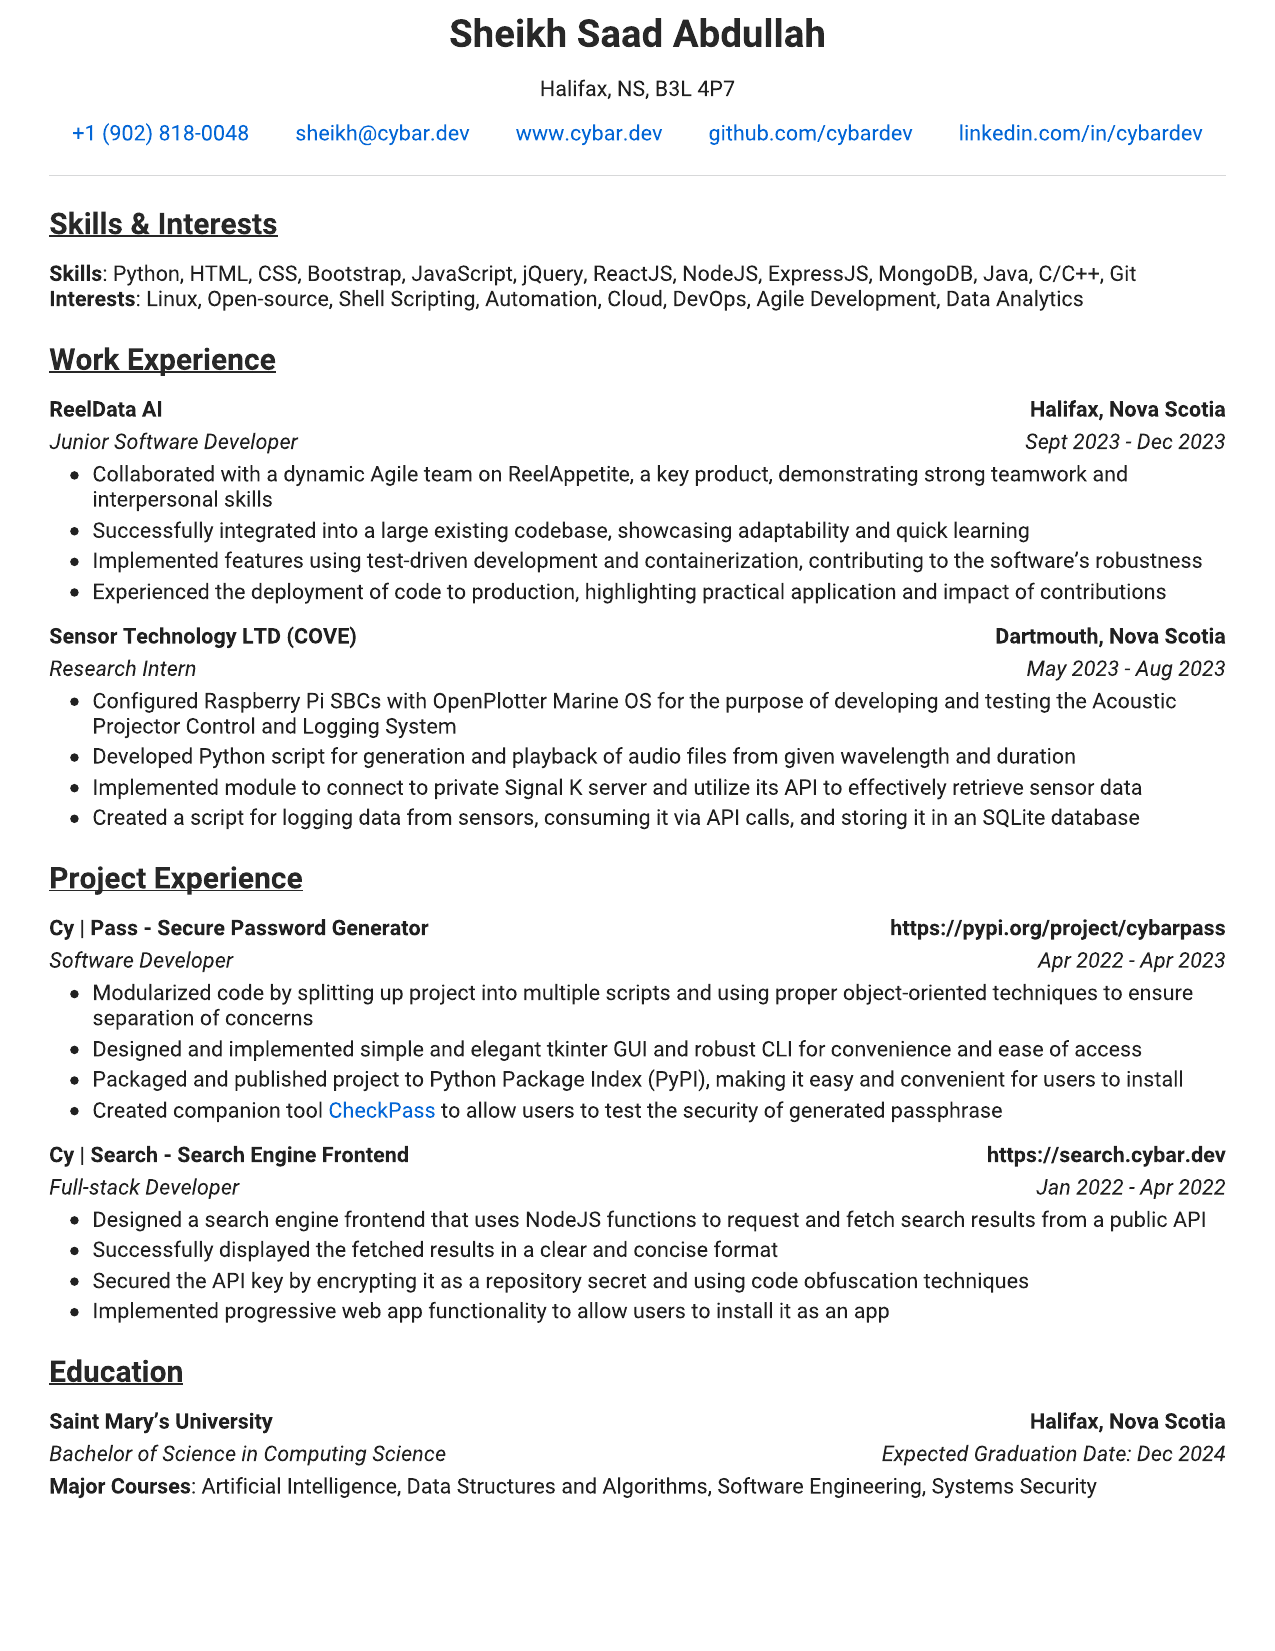 Sheikh Saad Abdullah
Halifax, NS, B3L 4P7
+1 (902) 818-0048 sheikh@cybar.dev www.cybar.dev github.com/cybardev linkedin.com/in/cybardev
Skills & Interests
Skills: Python, HTML, CSS, Bootstrap, JavaScript, jQuery, ReactJS, NodeJS, ExpressJS, MongoDB, Java, C/C++, Git
Interests: Linux, Open-source, Shell Scripting, Automation, Cloud, DevOps, Agile Development, Data Analytics
Work Experience
ReelData AI Halifax, Nova Scotia
Junior Software Developer Sept 2023 - Dec 2023
• Collaborated with a dynamic Agile team on ReelAppetite, a key product, demonstrating strong teamwork and
interpersonal skills
• Successfully integrated into a large existing codebase, showcasing adaptability and quick learning
• Implemented features using test-driven development and containerization, contributing to the software’s robustness
• Experienced the deployment of code to production, highlighting practical application and impact of contributions
Sensor Technology LTD (COVE) Dartmouth, Nova Scotia
Research Intern May 2023 - Aug 2023
• Configured Raspberry Pi SBCs with OpenPlotter Marine OS for the purpose of developing and testing the Acoustic
Projector Control and Logging System
• Developed Python script for generation and playback of audio files from given wavelength and duration
• Implemented module to connect to private Signal K server and utilize its API to effectively retrieve sensor data
• Created a script for logging data from sensors, consuming it via API calls, and storing it in an SQLite database
Project Experience
Cy | Pass - Secure Password Generator https://pypi.org/project/cybarpass
Software Developer Apr 2022 - Apr 2023
• Modularized code by splitting up project into multiple scripts and using proper object-oriented techniques to ensure
separation of concerns
• Designed and implemented simple and elegant tkinter GUI and robust CLI for convenience and ease of access
• Packaged and published project to Python Package Index (PyPI), making it easy and convenient for users to install
• Created companion tool CheckPass to allow users to test the security of generated passphrase
Cy | Search - Search Engine Frontend https://search.cybar.dev
Full-stack Developer Jan 2022 - Apr 2022
• Designed a search engine frontend that uses NodeJS functions to request and fetch search results from a public API
• Successfully displayed the fetched results in a clear and concise format
• Secured the API key by encrypting it as a repository secret and using code obfuscation techniques
• Implemented progressive web app functionality to allow users to install it as an app
Education
Saint Mary’s University Halifax, Nova Scotia
Bachelor of Science in Computing Science Expected Graduation Date: Dec 2024
Major Courses: Artificial Intelligence, Data Structures and Algorithms, Software Engineering, Systems Security